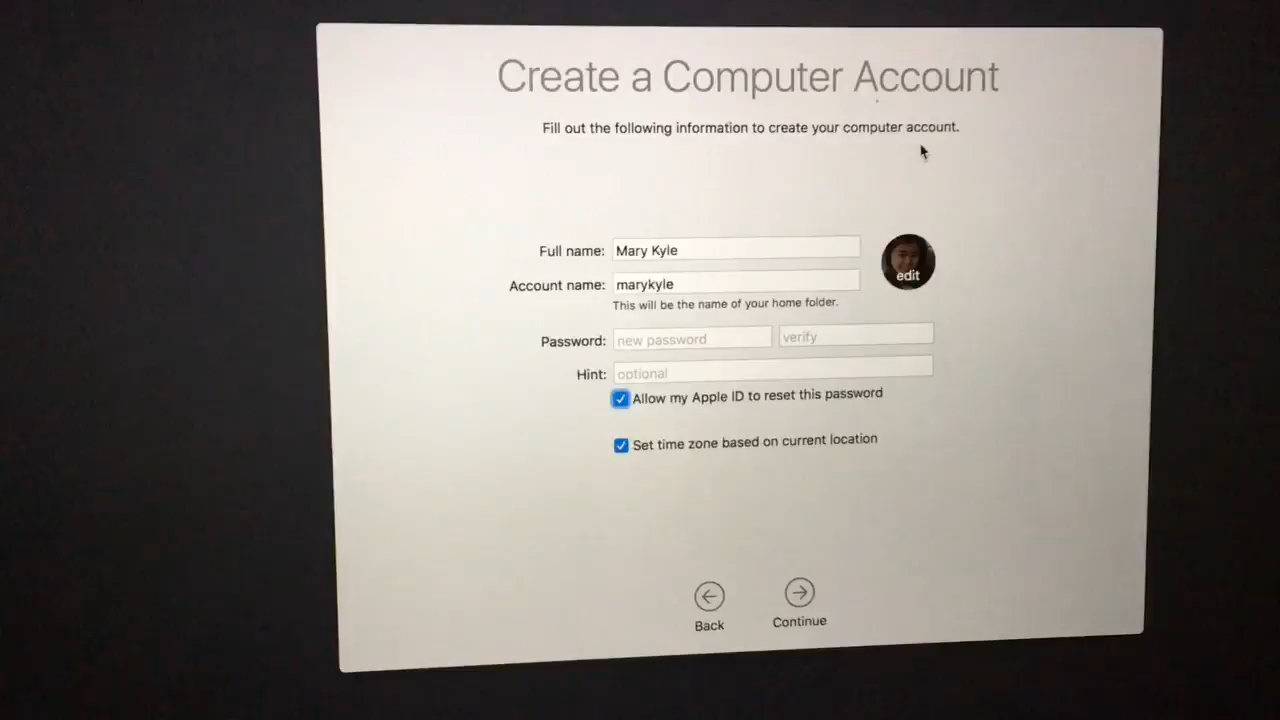 Create a Computer Account
Fill out the following information to create your computer account.
Full name: Mary Kyle
edit
Account name: marykyle
This will be the name of your home folder.
Password: new password verify
Hint: optional
Allow my Apple ID to reset this password
Set time zone based on current location
Back Continue